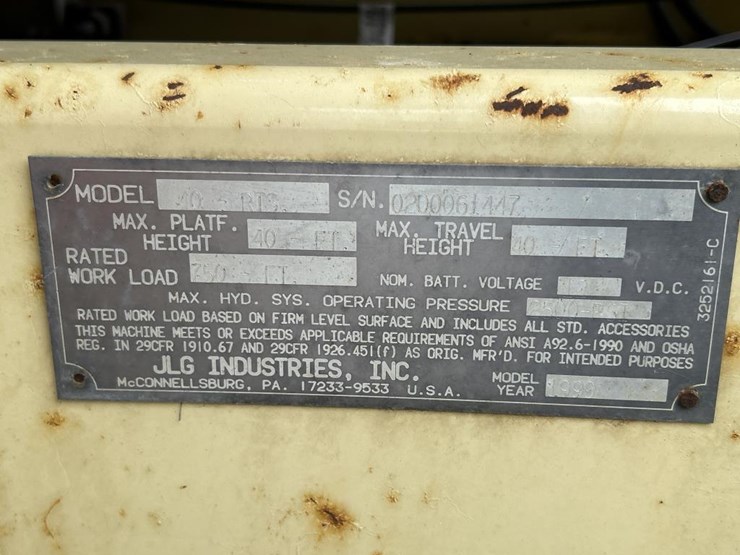 MODEL 40 - RTS S/N. 0200061447
MAX. PLATF. HEIGHT 40 - FT. MAX. TRAVEL HEIGHT 40 - FT.
RATED WORK LOAD NOM. BATT. VOLTAGE V.D.C.
MAX. HYD. SYS. OPERATING PRESSURE
RATED WORK LOAD BASED ON FIRM LEVEL SURFACE AND INCLUDES ALL STD. ACCESSORIES
THIS MACHINE MEETS OR EXCEEDS APPLICABLE REQUIREMENTS OF ANSI A92.6-1990 AND OSHA
REG. IN 29CFR 1910.67 AND 29CFR 1926.451(f) AS ORIG. MFR'D. FOR INTENDED PURPOSES
JLG INDUSTRIES, INC.
McCONNELLSBURG, PA. 17233-9533 U.S.A.
MODEL YEAR
3252161-C